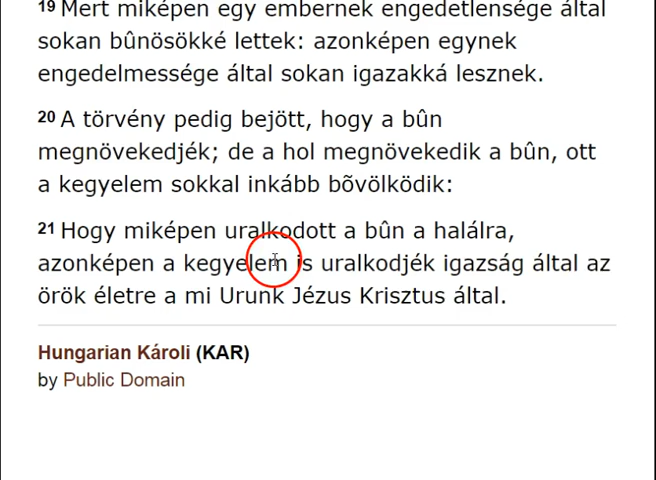 19 Mert miképen egy embernek engedetlensége által
sokan bûnösökké lettek: azonképen egynek
engedelmessége által sokan igazakká lesznek.
20 A törvény pedig bejött, hogy a bûn
megnövekedjék; de a hol megnövekedik a bûn, ott
a kegyelem sokkal inkább bõvölködik:
21 Hogy miképen uralkodott a bûn a halálra,
azonképen a kegyelem is uralkodjék igazság által az
örök életre a mi Urunk Jézus Krisztus által.
Hungarian Károli (KAR)
by Public Domain